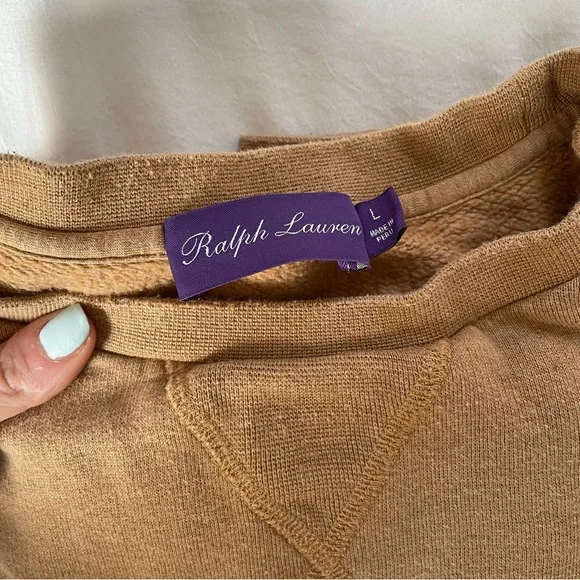 Ralph Lauren
L
MADE IN
PERU